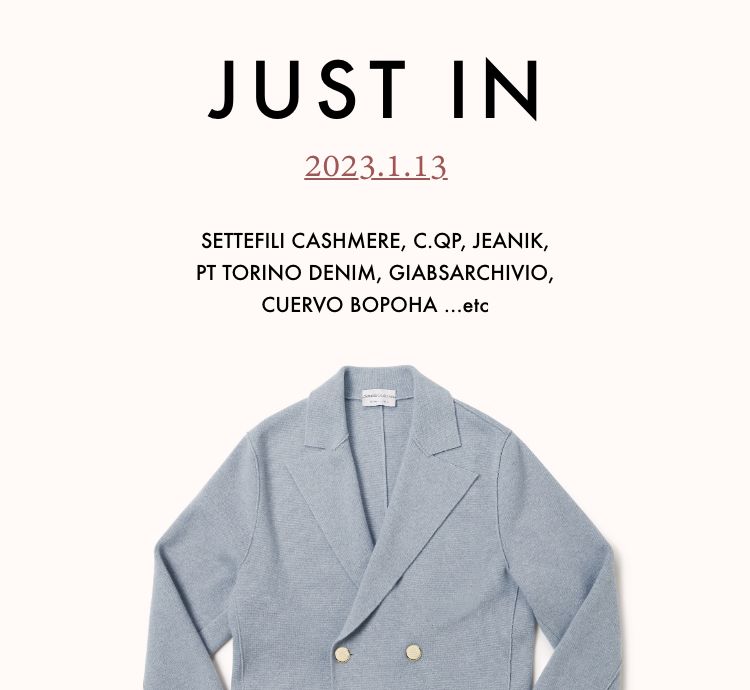 JUST IN
2023.1.13
SETTEFILI CASHMERE, C.QP, JEANIK,
PT TORINO DENIM, GIABSARCHIVIO,
CUERVO BOPOHA ...etc